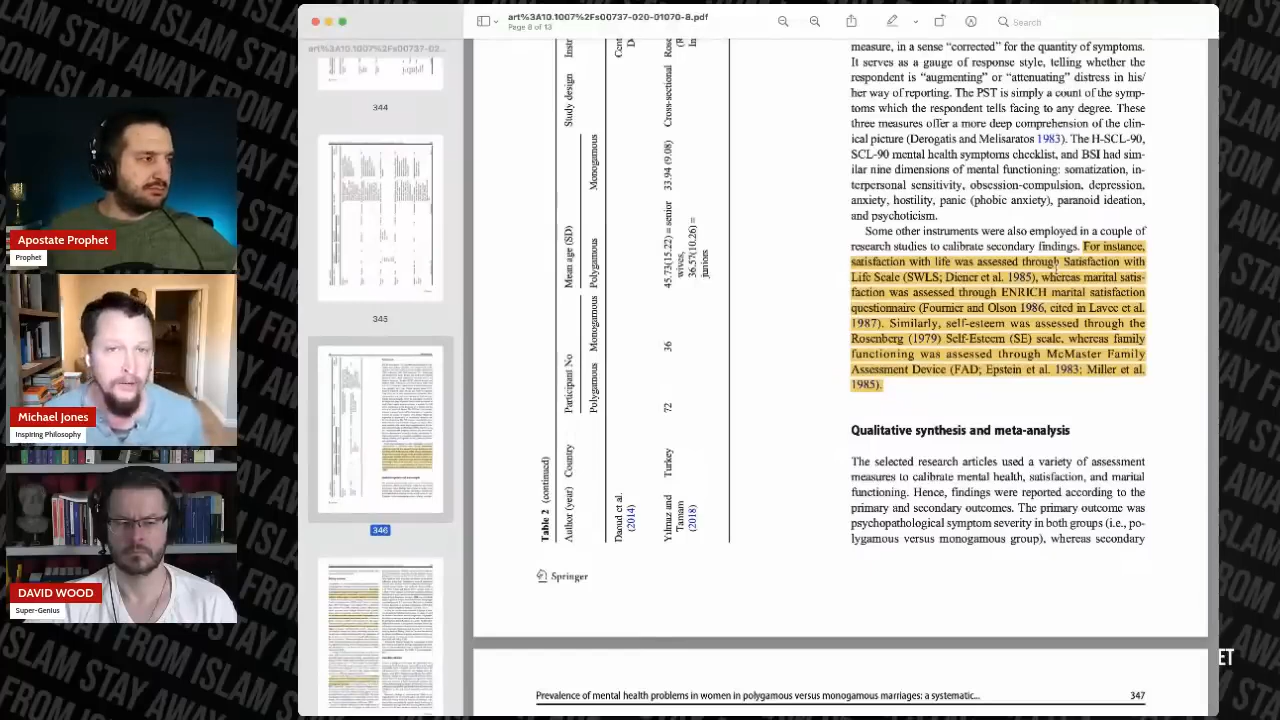 art%3A10.1007%2Fs00737-020-01070-8.pdf
Page 8 of 13
Search
art%3A10.1007%2Fs00737-02...
344
345
346
Apostate Prophet
Prophet
Michael Jones
Inspiring Philosophy
DAVID WOOD
Super-Genius
Table 2 (continued)
Author (year)
Country
Participant No
Polygamous
Monogamous
Mean age (SD)
Polygamous
Monogamous
Study design
Daoud et al.
(2014)
Yılmaz and
Tamam
(2018)
Turkey
72
36
45.73(15.22) = senior
wives,
36.57(10.26) =
juniors
33.94 (9.08)
Cross-sectional
Springer
measure, in a sense “corrected” for the quantity of symptoms.
It serves as a gauge of response style, telling whether the
respondent is “augmenting” or “attenuating” distress in his/
her way of reporting. The PST is simply a count of the symp-
toms which the respondent tells facing to any degree. These
three measures offer a more deep comprehension of the clin-
ical picture (Derogatis and Melisaratos 1983). The H-SCL-90,
SCL-90 mental health symptoms checklist, and BSI had sim-
ilar nine dimensions of mental functioning: somatization, in-
terpersonal sensitivity, obsession-compulsion, depression,
anxiety, hostility, panic (phobic anxiety), paranoid ideation,
and psychoticism.
Some other instruments were also employed in a couple of
research studies to calibrate secondary findings. For instance,
satisfaction with life was assessed through Satisfaction with
Life Scale (SWLS; Diener et al. 1985), whereas marital satis-
faction was assessed through ENRICH marital satisfaction
questionnaire (Fournier and Olson 1986, cited in Lavee et al.
1987). Similarly, self-esteem was assessed through the
Rosenberg (1979) Self-Esteem (SE) scale, whereas family
functioning was assessed through McMaster Family
Assessment Device (FAD; Epstein et al. 1983; Miller et al.
1985).
Qualitative synthesis and meta-analysis
The selected research articles used a variety of assessment
measures to calibrate mental health, satisfaction, and marital
functioning. Hence, findings were reported according to the
primary and secondary outcomes. The primary outcome was
psychopathological symptom severity in both groups (i.e., po-
lygamous versus monogamous group), whereas secondary
Prevalence of mental health problems in women in polygamous versus monogamous marriages: a systematic...
347